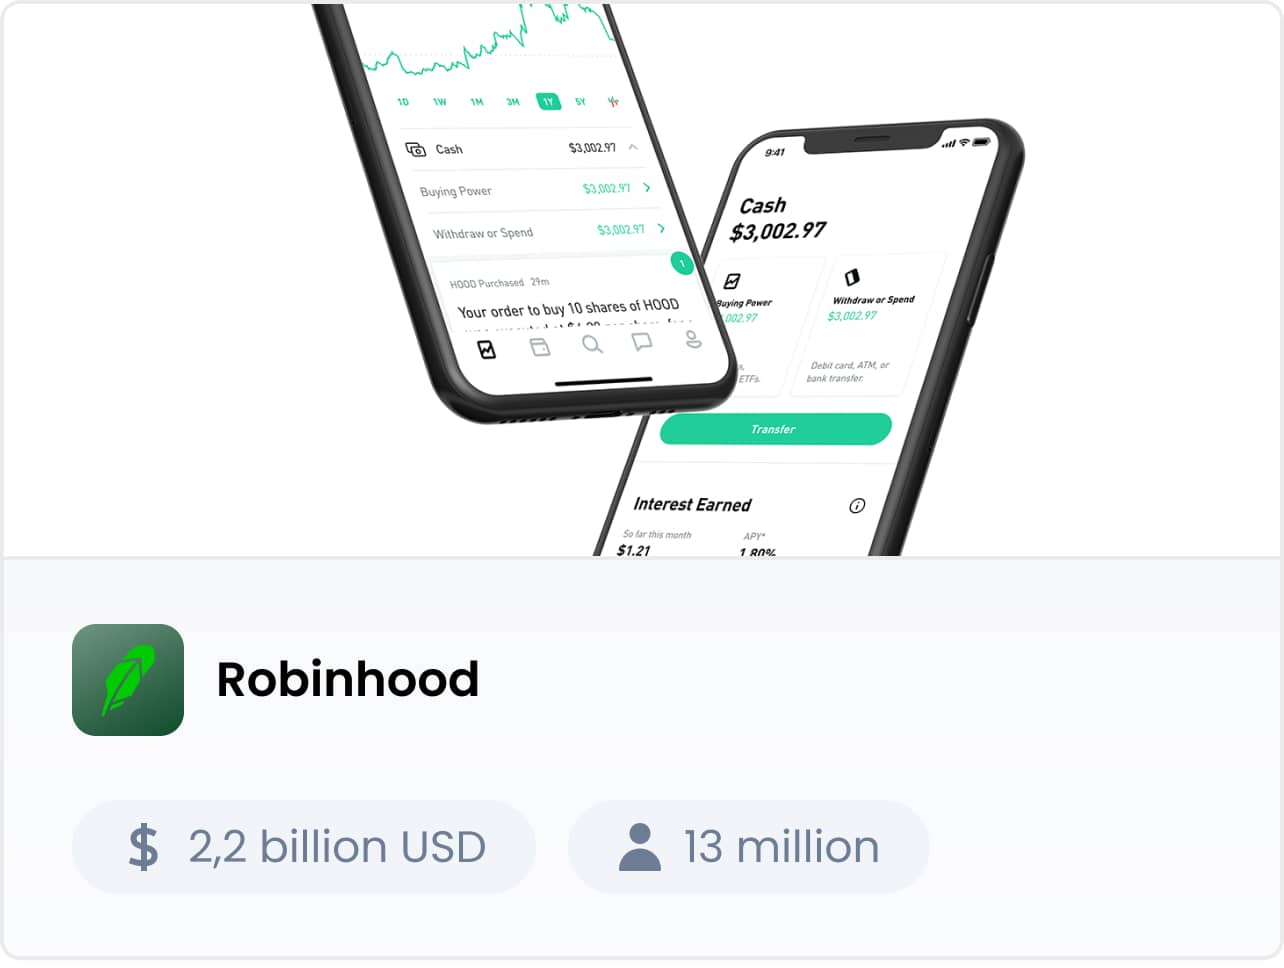 1D 1W 1M 3M 1Y 5Y
Cash $3,002.97
Buying Power $3,002.97
Withdraw or Spend $3,002.97
1
HOOD Purchased 29m
Your order to buy 10 shares of HOOD
9:41
Cash
$3,002.97
Buying Power
,002.97
Withdraw or Spend
$3,002.97
ETFs.
Debit card, ATM, or
bank transfer.
Transfer
Interest Earned
So far this month
$1.21
APY*
1.80%
Robinhood
$ 2,2 billion USD
13 million